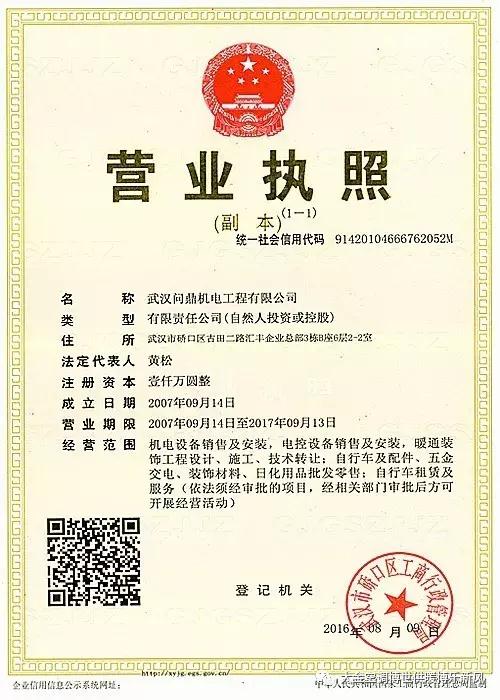 营业执照
(副 本)(1-1)
统一社会信用代码 91420104666762052M
名 称 武汉问鼎机电工程有限公司
类 型 有限责任公司(自然人投资或控股)
住 所 武汉市硚口区古田二路汇丰企业总部3栋B座6层2-2室
法定代表人 黄松
注册资本 壹仟万圆整
成立日期 2007年09月14日
营业期限 2007年09月14日至2017年09月13日
经营范围 机电设备销售及安装，电控设备销售及安装，暖通装
饰工程设计、施工、技术转让；自行车及配件、五金
交电、装饰材料、日化用品批发零售；自行车租赁及
服务（依法须经审批的项目，经相关部门审批后方可
开展经营活动）
登记机关
武汉市硚口区工商行政管理局
2016年08月09日
http://xyjg.egs.gov.cn/
企业信用信息公示系统网址：